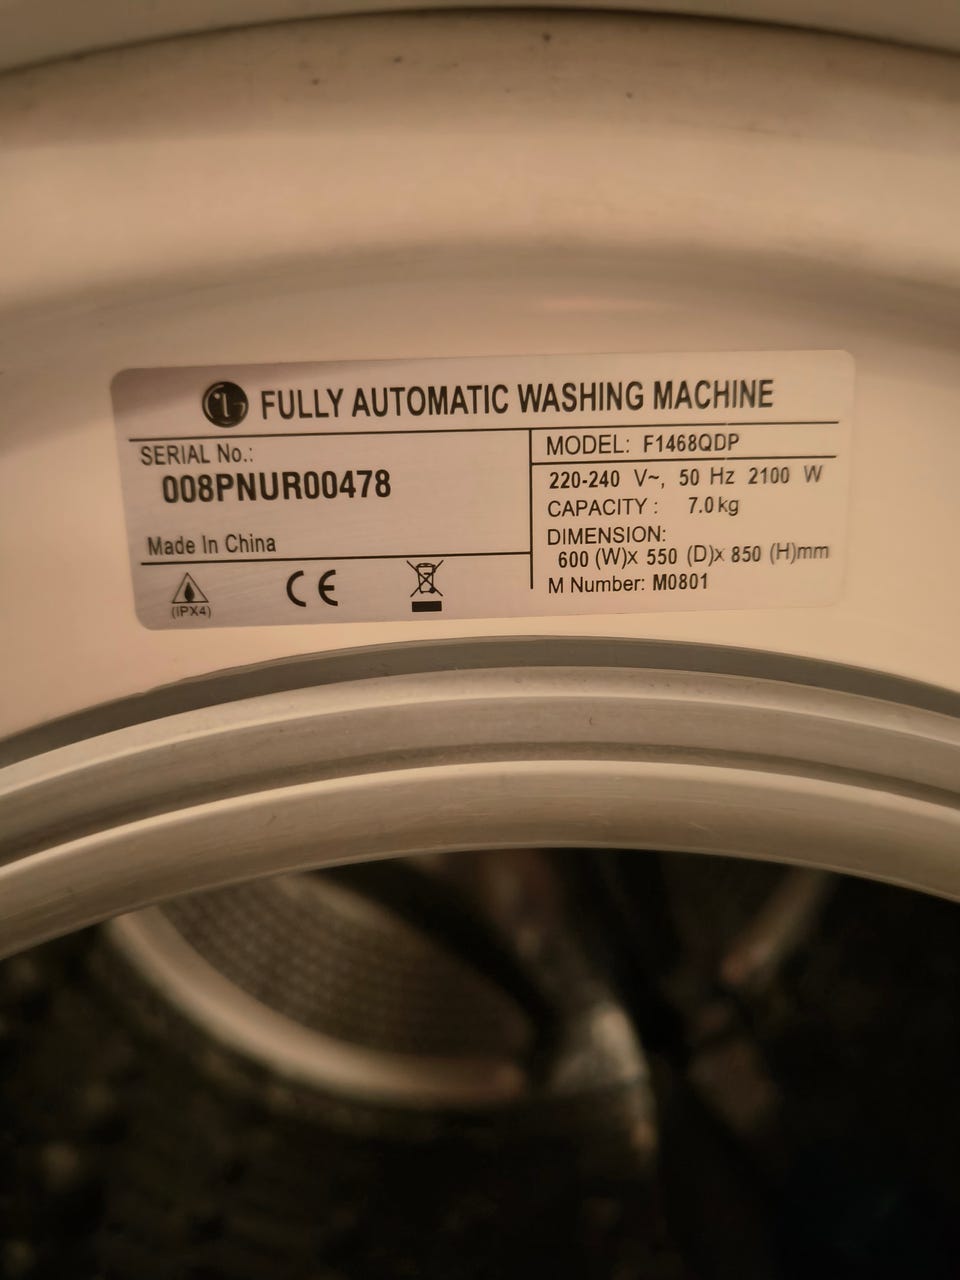 LG FULLY AUTOMATIC WASHING MACHINE
SERIAL No.:
008PNUR00478
Made In China
(IPX4)
CE
MODEL: F1468QDP
220-240 V~, 50 Hz 2100 W
CAPACITY : 7.0kg
DIMENSION:
600 (W)x 550 (D)x 850 (H)mm
M Number: M0801